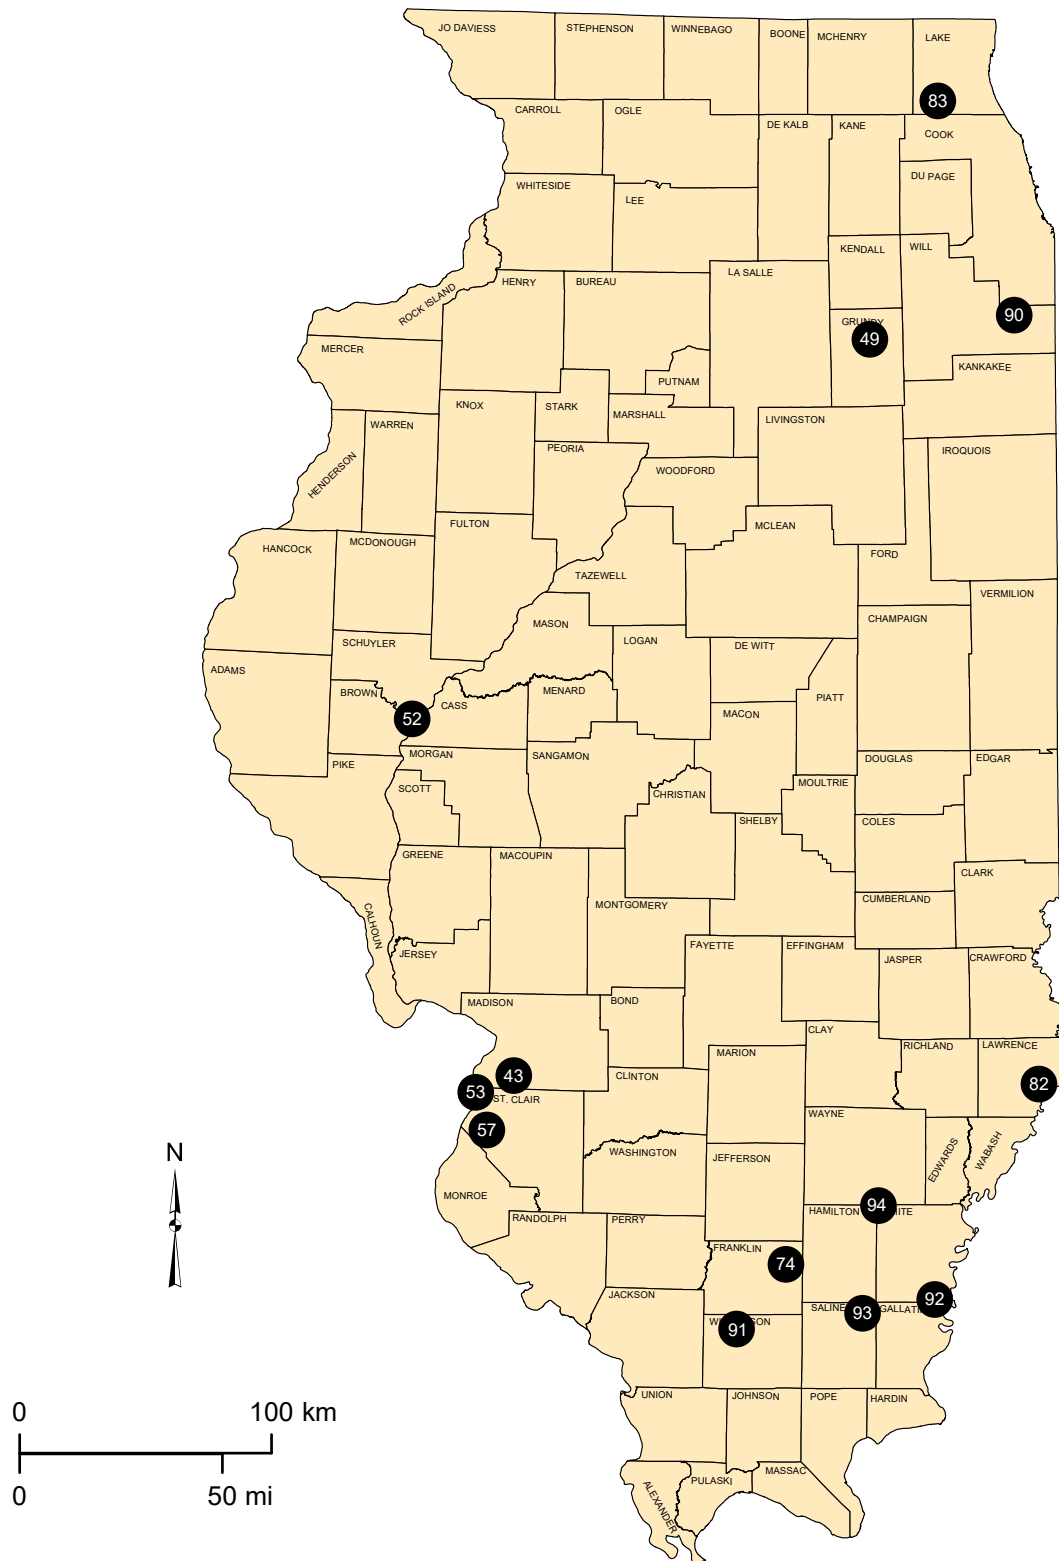 JO DAVIESS
STEPHENSON
WINNEBAGO
BOONE
MCHENRY
LAKE
83
CARROLL
OGLE
DE KALB
KANE
COOK
DU PAGE
WHITESIDE
LEE
KENDALL
WILL
ROCK ISLAND
HENRY
BUREAU
LA SALLE
90
GRUNDY
49
MERCER
KANKAKEE
PUTNAM
KNOX
STARK
MARSHALL
LIVINGSTON
WARREN
HENDERSON
PEORIA
WOODFORD
IROQUOIS
FULTON
MCLEAN
HANCOCK
MCDONOUGH
FORD
TAZEWELL
VERMILION
MASON
CHAMPAIGN
SCHUYLER
LOGAN
DE WITT
ADAMS
BROWN
CASS
MENARD
PIATT
52
MACON
PIKE
MORGAN
SANGAMON
DOUGLAS
EDGAR
SCOTT
CHRISTIAN
MOULTRIE
SHELBY
COLES
GREENE
MACOUPIN
CLARK
CALHOUN
MONTGOMERY
CUMBERLAND
JERSEY
FAYETTE
EFFINGHAM
JASPER
CRAWFORD
MADISON
BOND
CLAY
MARION
RICHLAND
LAWRENCE
43
CLINTON
82
53
ST. CLAIR
WAYNE
57
WASHINGTON
JEFFERSON
EDWARDS
WABASH
N
MONROE
RANDOLPH
PERRY
HAMILTON
94
ITE
FRANKLIN
74
JACKSON
SALINE
93
GALLATI
92
W
91
SON
UNION
JOHNSON
POPE
HARDIN
0
100 km
0
50 mi
ALEXANDER
PULASKI
MASSAC